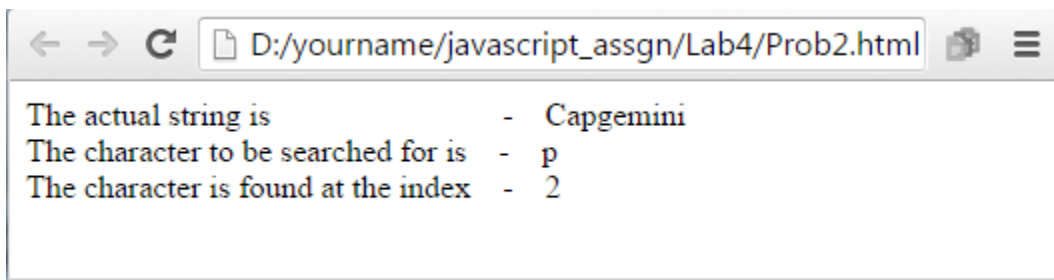 D:/yourname/javascript_assgn/Lab4/Prob2.html
The actual string is - Capgemini
The character to be searched for is - p
The character is found at the index - 2